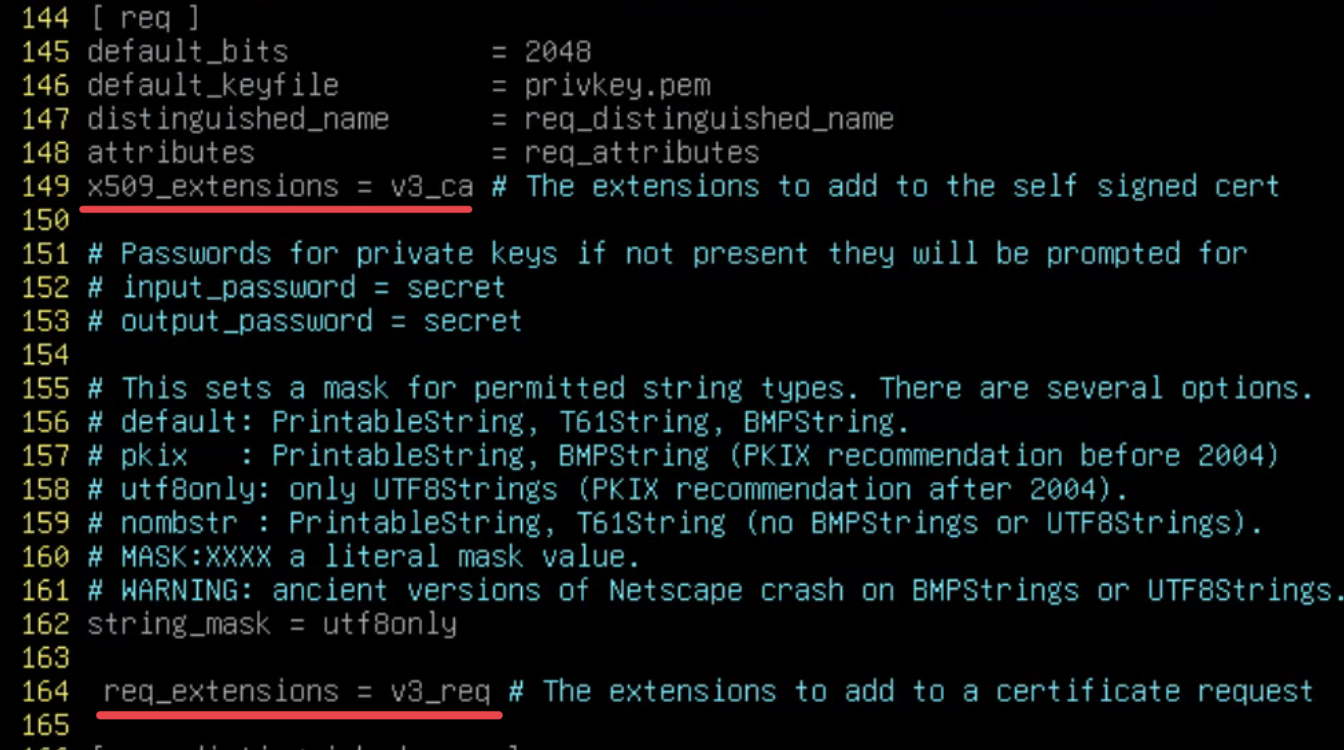 144 [ req ]
145 default_bits = 2048
146 default_keyfile = privkey.pem
147 distinguished_name = req_distinguished_name
148 attributes = req_attributes
149 x509_extensions = v3_ca # The extensions to add to the self signed cert
150
151 # Passwords for private keys if not present they will be prompted for
152 # input_password = secret
153 # output_password = secret
154
155 # This sets a mask for permitted string types. There are several options.
156 # default: PrintableString, T61String, BMPString.
157 # pkix : PrintableString, BMPString (PKIX recommendation before 2004)
158 # utf8only: only UTF8Strings (PKIX recommendation after 2004).
159 # nombstr : PrintableString, T61String (no BMPStrings or UTF8Strings).
160 # MASK:XXXX a literal mask value.
161 # WARNING: ancient versions of Netscape crash on BMPStrings or UTF8Strings.
162 string_mask = utf8only
163
164 req_extensions = v3_req # The extensions to add to a certificate request
165